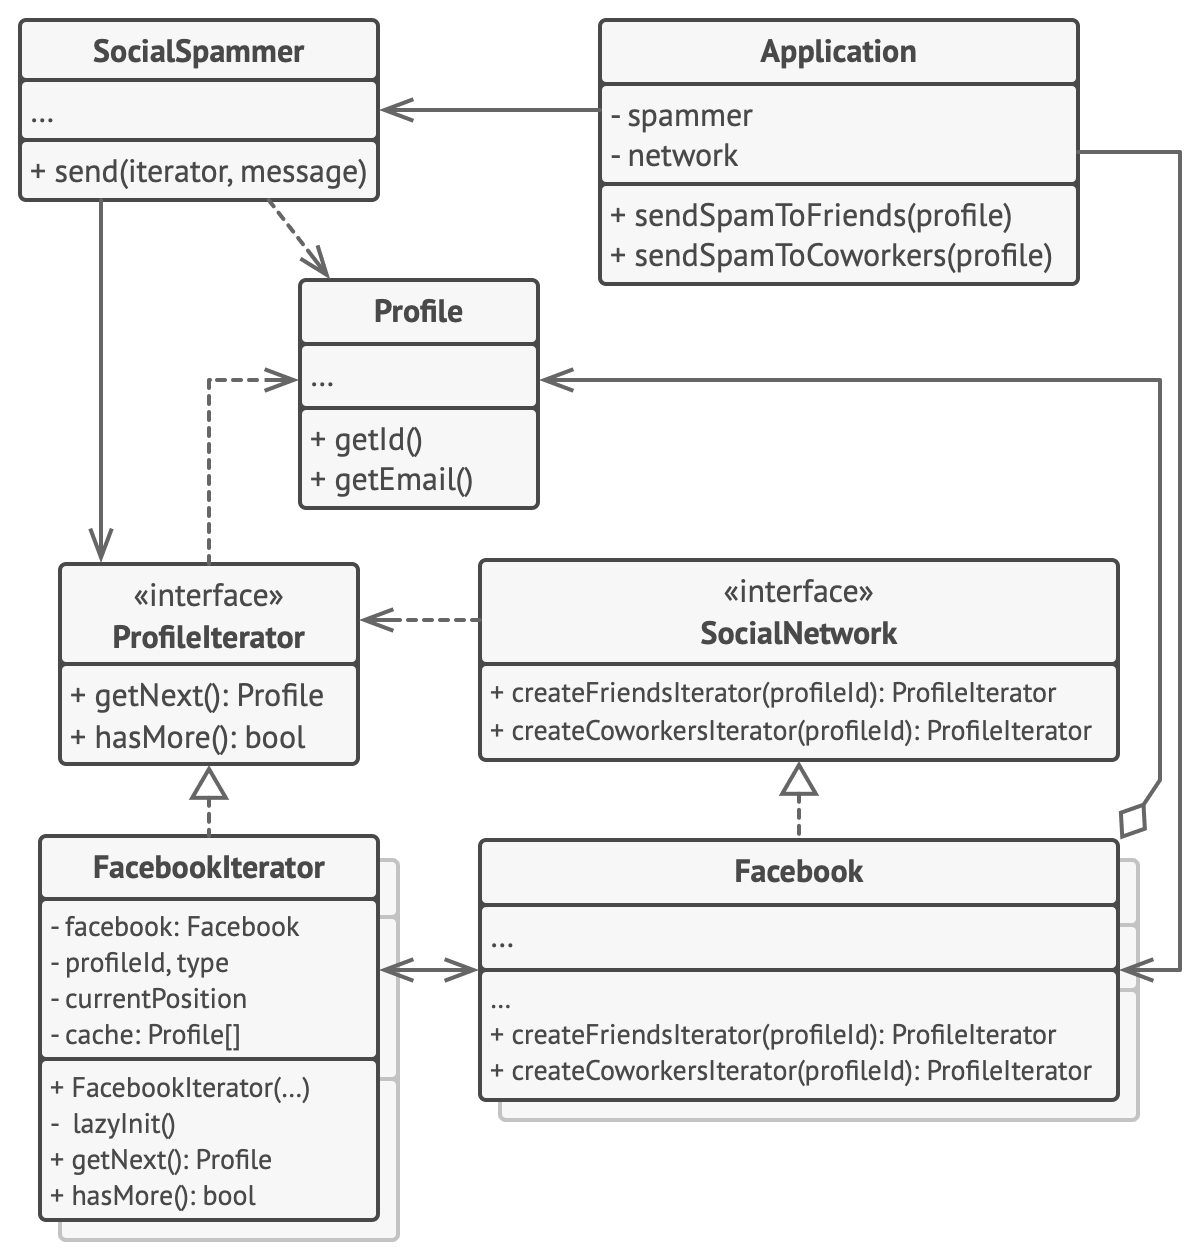 SocialSpammer
...
+ send(iterator, message)
Application
- spammer
- network
+ sendSpamToFriends(profile)
+ sendSpamToCoworkers(profile)
Profile
...
+ getId()
+ getEmail()
«interface»
ProfileIterator
+ getNext(): Profile
+ hasMore(): bool
«interface»
SocialNetwork
+ createFriendsIterator(profileId): ProfileIterator
+ createCoworkersIterator(profileId): ProfileIterator
FacebookIterator
- facebook: Facebook
- profileId, type
- currentPosition
- cache: Profile[]
+ FacebookIterator(...)
- lazyInit()
+ getNext(): Profile
+ hasMore(): bool
Facebook
...
...
+ createFriendsIterator(profileId): ProfileIterator
+ createCoworkersIterator(profileId): ProfileIterator